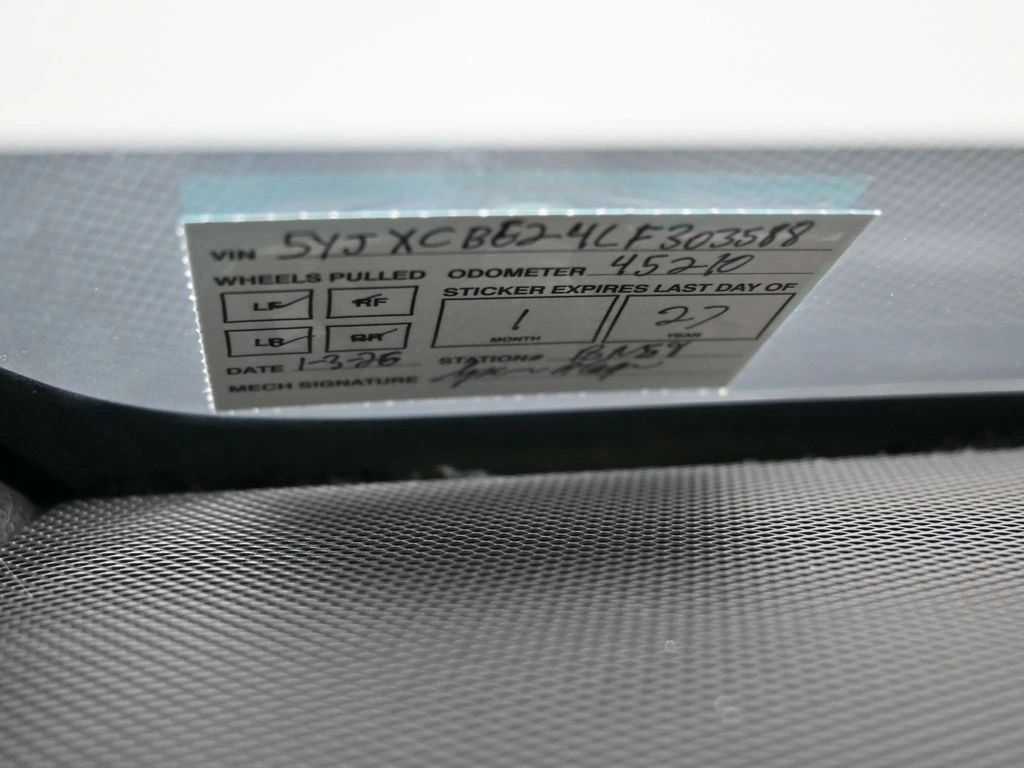 VIN 5YJXCBE24LF303588
WHEELS PULLED ODOMETER 45210
LF RF STICKER EXPIRES LAST DAY OF
1 27
MONTH YEAR
LB RR
DATE 1-3-26 STATION#
MECH SIGNATURE